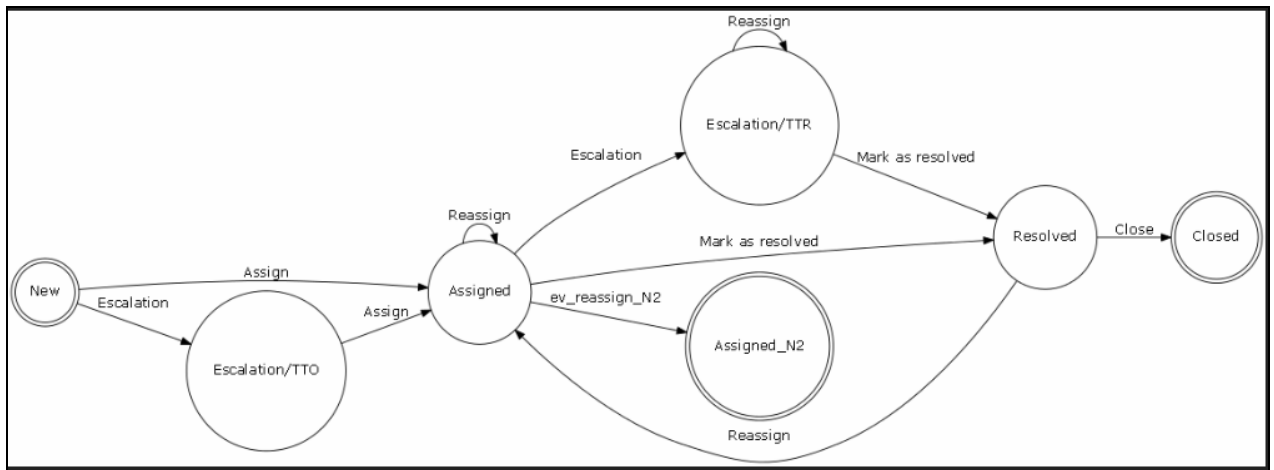 Reassign
Escalation/TTR
Escalation
Mark as resolved
Reassign
Mark as resolved
Resolved
Close
Closed
New
Assign
Assigned
Escalation
ev_reassign_N2
Assign
Assigned_N2
Escalation/TTO
Reassign